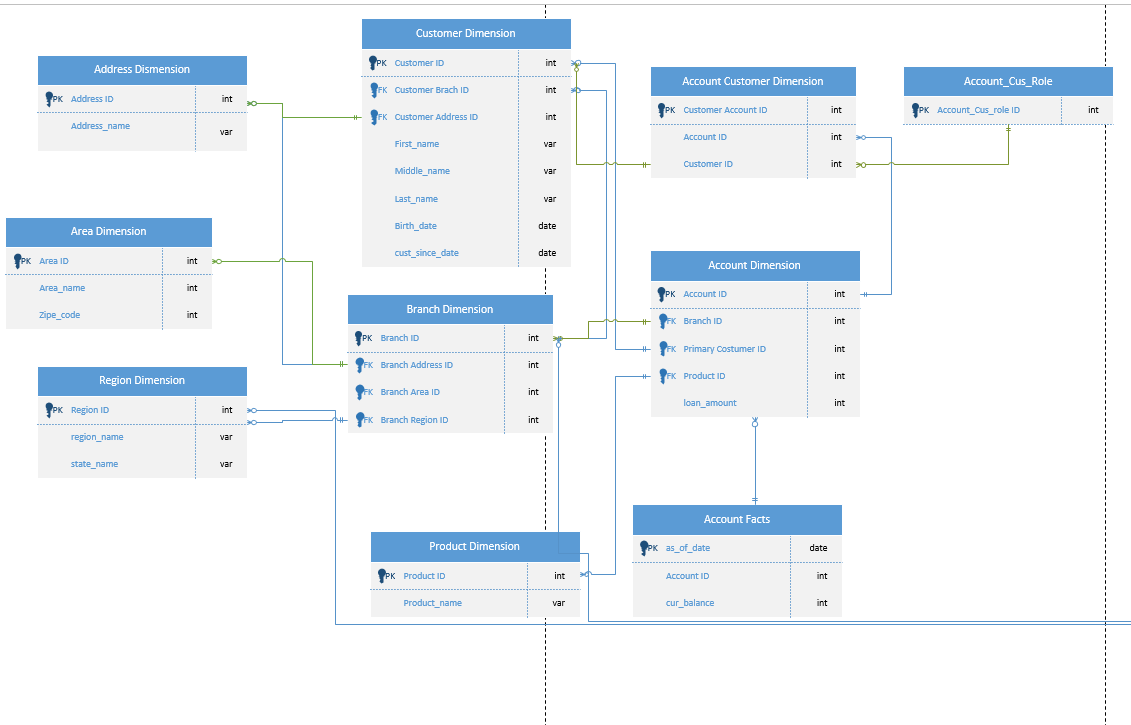 Customer Dimension
PK Customer ID int
FK Customer Brach ID int
FK Customer Address ID int
First_name var
Middle_name var
Last_name var
Birth_date date
cust_since_date date
Address Dismension
PK Address ID int
Address_name var
Account Customer Dimension
PK Customer Account ID int
Account ID int
Customer ID int
Account_Cus_Role
PK Account_Cus_role ID int
Area Dimension
PK Area ID int
Area_name int
Zipe_code int
Account Dimension
PK Account ID int
FK Branch ID int
FK Primary Costumer ID int
FK Product ID int
loan_amount int
Branch Dimension
PK Branch ID int
FK Branch Address ID int
FK Branch Area ID int
FK Branch Region ID int
Region Dimension
PK Region ID int
region_name var
state_name var
Account Facts
PK as_of_date date
Account ID int
cur_balance int
Product Dimension
PK Product ID int
Product_name var